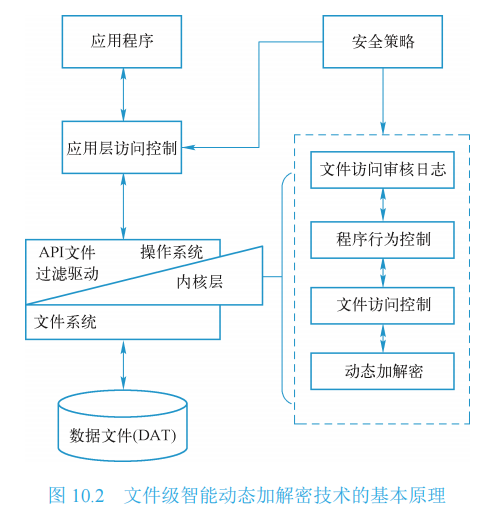 应用程序
安全策略
应用层访问控制
文件访问审核日志
程序行为控制
文件访问控制
动态加解密
API文件
过滤驱动
操作系统
内核层
文件系统
数据文件(DAT)
图 10.2 文件级智能动态加解密技术的基本原理